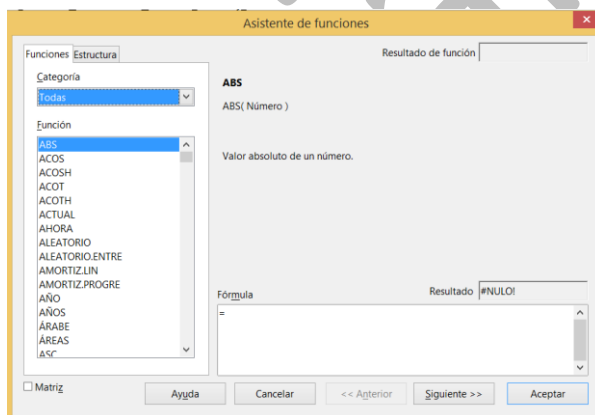 Asistente de funciones
Funciones Estructura
Resultado de función
Categoría
Todas
Función
ABS
ACOS
ACOSH
ACOT
ACOTH
ACTUAL
AHORA
ALEATORIO
ALEATORIO.ENTRE
AMORTIZ.LIN
AMORTIZ.PROGRE
AÑO
AÑOS
ÁRABE
ÁREAS
ASC
ABS
ABS( Número )
Valor absoluto de un número.
Fórmula
Resultado #NULO!
=
Matriz
Ayuda
Cancelar
<< Anterior
Siguiente >>
Aceptar